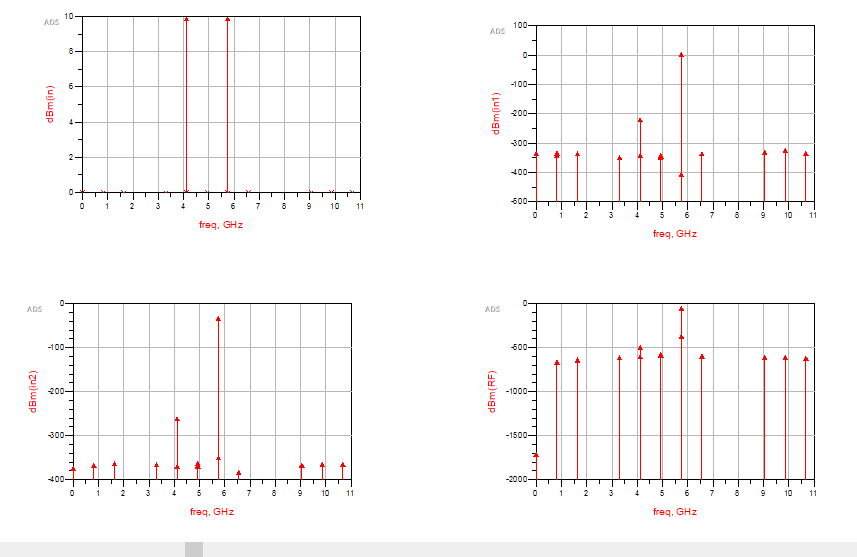 ADS
10
8
6
4
2
0
dBm(in)
0 1 2 3 4 5 6 7 8 9 10 11
freq, GHz
ADS
100
0
-100
-200
-300
-400
-500
dBm(in1)
0 1 2 3 4 5 6 7 8 9 10 11
freq, GHz
ADS
0
-100
-200
-300
-400
dBm(in2)
0 1 2 3 4 5 6 7 8 9 10 11
freq, GHz
ADS
0
-500
-1000
-1500
-2000
dBm(RF)
0 1 2 3 4 5 6 7 8 9 10 11
freq, GHz